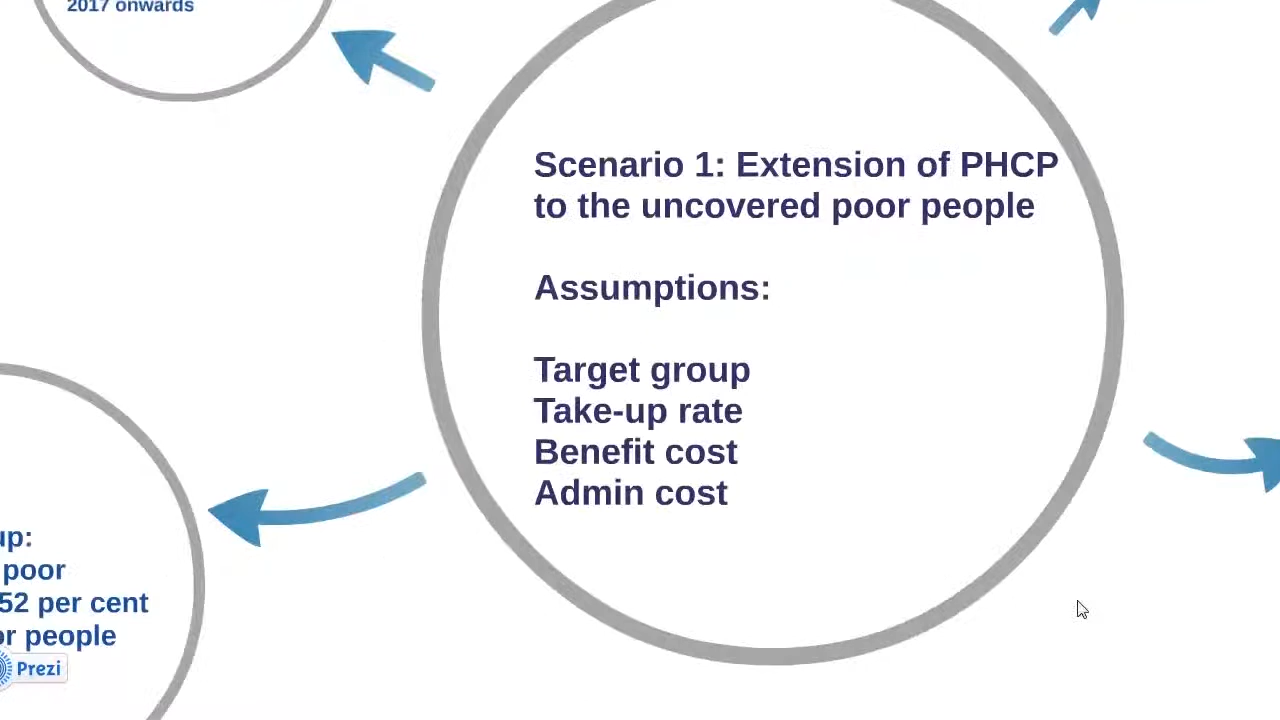 2017 onwards
Scenario 1: Extension of PHCP
to the uncovered poor people
Assumptions:
Target group
Take-up rate
Benefit cost
Admin cost
up:
poor
52 per cent
or people
Prezi